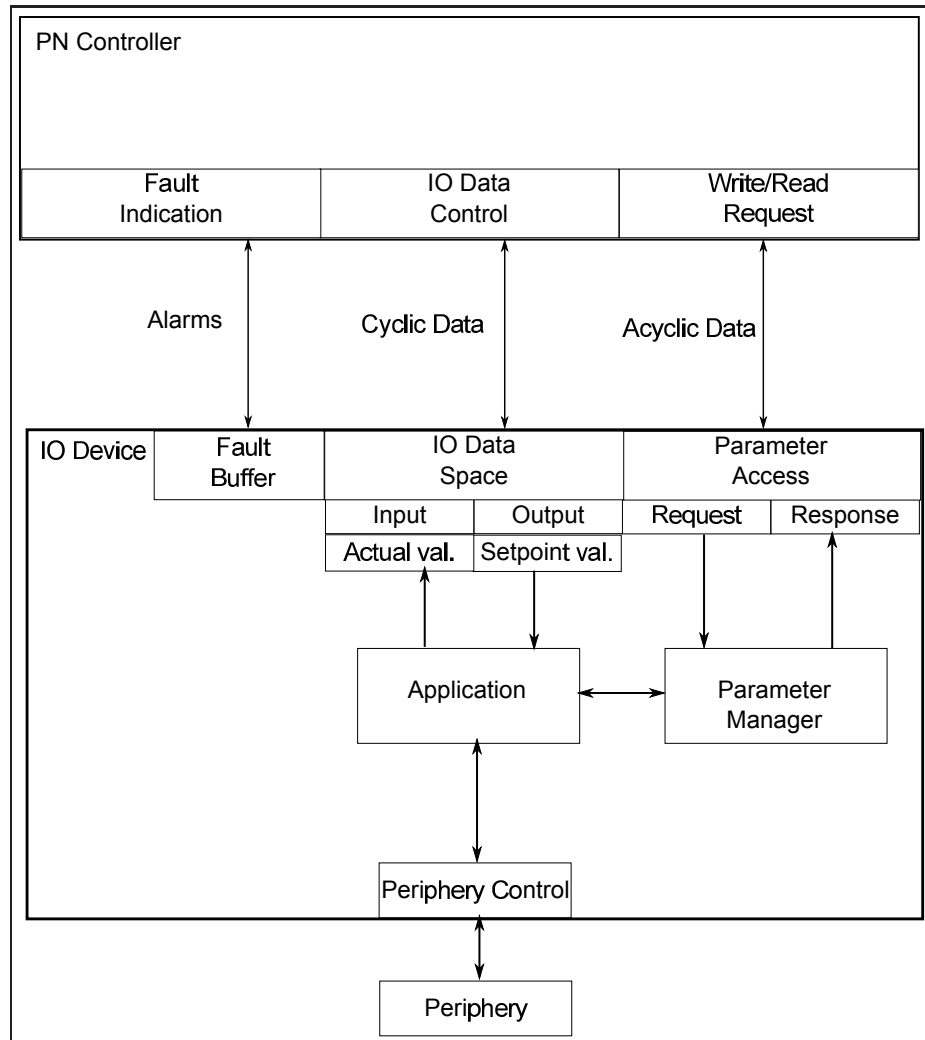 PN Controller
Fault
Indication
IO Data
Control
Write/Read
Request
Alarms
Cyclic Data
Acyclic Data
IO Device
Fault
Buffer
IO Data
Space
Parameter
Access
Input
Output
Request
Response
Actual val.
Setpoint val.
Application
Parameter
Manager
Periphery Control
Periphery